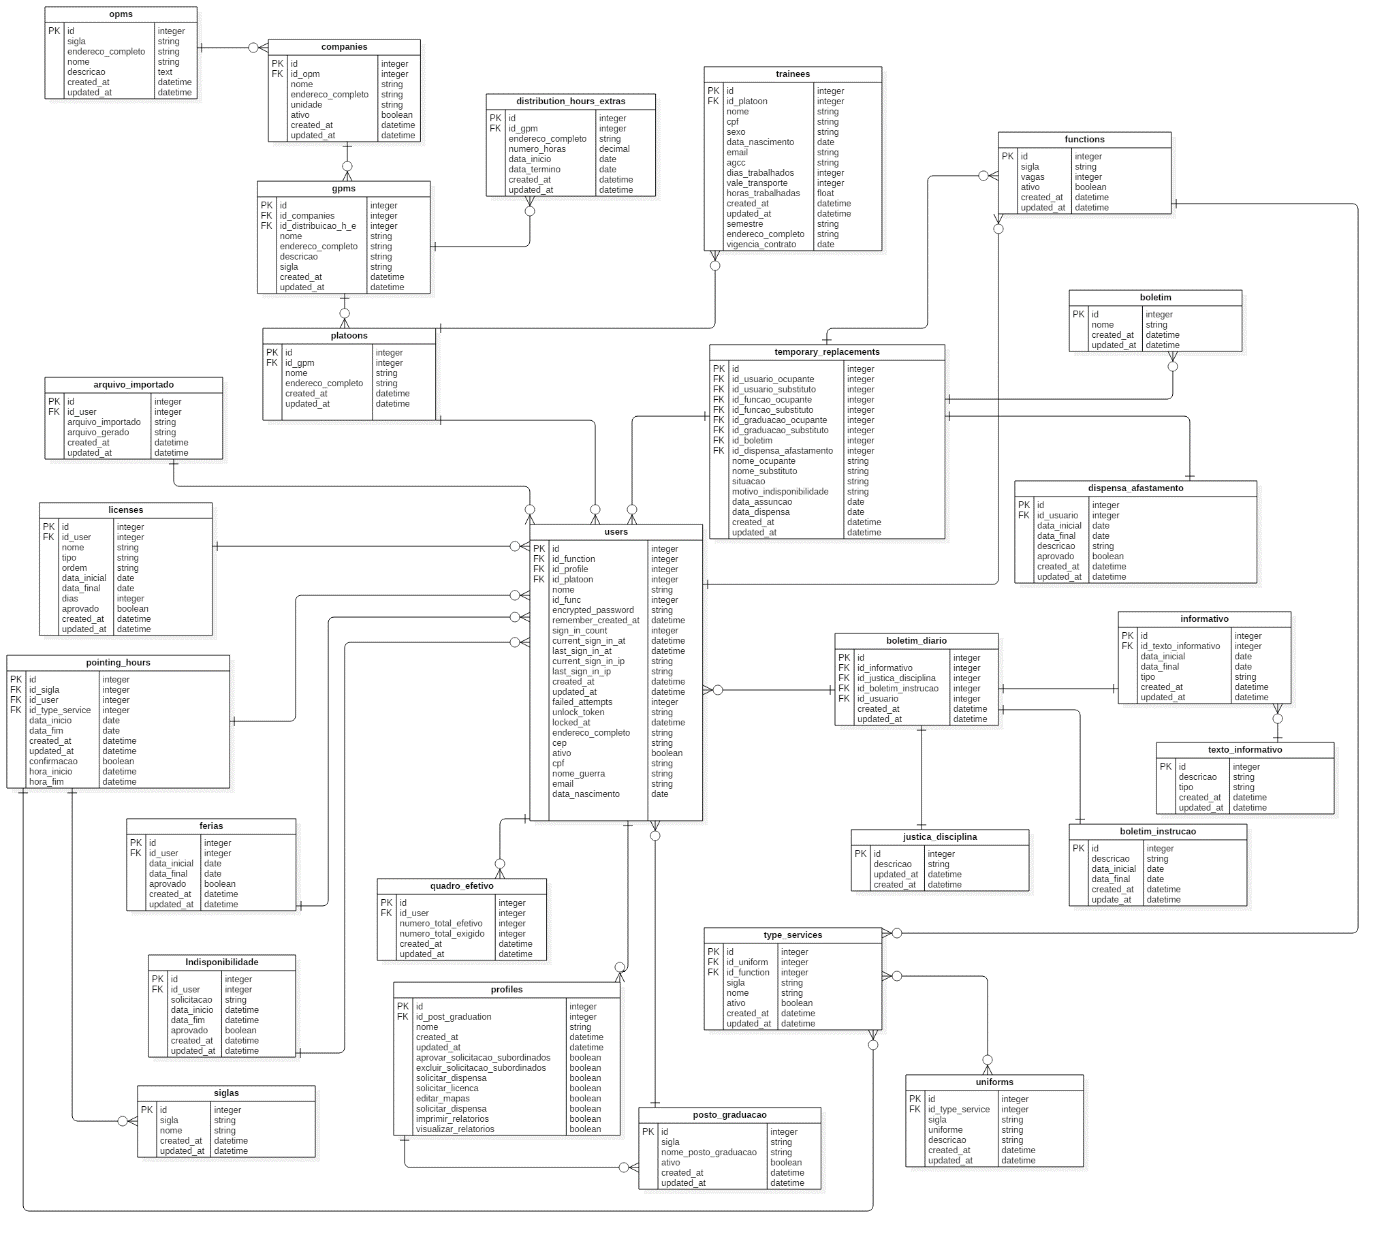 opms
PK id integer
sigla string
endereco_completo string
nome string
descricao text
created_at datetime
updated_at datetime
companies
PK id integer
FK id_opm integer
nome string
endereco_completo string
unidade string
ativo boolean
created_at datetime
updated_at datetime
distribution_hours_extras
PK id integer
FK id_gpm integer
endereco_completo string
numero_horas decimal
data_inicio date
data_termino date
created_at datetime
updated_at datetime
trainees
PK id integer
FK id_platoon integer
nome string
cpf string
sexo string
data_nascimento date
email string
agcc string
dias_trabalhados integer
vale_transporte integer
horas_trabalhadas float
created_at datetime
updated_at datetime
semestre string
endereco_completo string
vigencia_contrato date
functions
PK id integer
sigla string
vagas integer
ativo boolean
created_at datetime
updated_at datetime
gpms
PK id integer
FK id_companies integer
FK id_distribuicao_h_e integer
nome string
endereco_completo string
descricao string
sigla string
created_at datetime
updated_at datetime
boletim
PK id integer
nome string
created_at datetime
updated_at datetime
platoons
PK id integer
FK id_gpm integer
nome string
endereco_completo string
created_at datetime
updated_at datetime
temporary_replacements
PK id integer
FK id_usuario_ocupante integer
FK id_usuario_substituto integer
FK id_funcao_ocupante integer
FK id_funcao_substituto integer
FK id_graduacao_ocupante integer
FK id_graduacao_substituto integer
FK id_boletim integer
FK id_dispensa_afastamento integer
nome_ocupante string
nome_substituto string
situacao string
motivo_indisponibilidade string
data_assuncao date
data_dispensa date
created_at datetime
updated_at datetime
arquivo_importado
PK id integer
FK id_user integer
arquivo_importado string
arquivo_gerado string
created_at datetime
updated_at datetime
dispensa_afastamento
PK id integer
FK id_usuario integer
data_inicial date
data_final date
descricao string
aprovado boolean
created_at datetime
updated_at datetime
licenses
PK id integer
FK id_user integer
nome string
tipo string
ordem string
data_inicial date
data_final date
dias integer
aprovado boolean
created_at datetime
updated_at datetime
users
PK id integer
FK id_function integer
FK id_profile integer
FK id_platoon integer
nome string
id_func integer
encrypted_password string
remember_created_at datetime
sign_in_count integer
current_sign_in_at datetime
last_sign_in_at datetime
current_sign_in_ip string
last_sign_in_ip string
created_at datetime
updated_at datetime
failed_attempts integer
unlock_token string
locked_at datetime
endereco_completo string
cep string
ativo boolean
cpf string
nome_guerra string
email string
data_nascimento date
informativo
PK id integer
FK id_texto_informativo integer
data_inicial date
data_final date
tipo string
created_at datetime
updated_at datetime
boletim_diario
PK id integer
FK id_informativo integer
FK id_justica_disciplina integer
FK id_boletim_instrucao integer
FK id_usuario integer
created_at datetime
updated_at datetime
pointing_hours
PK id integer
FK id_sigla integer
FK id_user integer
FK id_type_service integer
data_inicio date
data_fim date
created_at datetime
updated_at datetime
confirmacao boolean
hora_inicio datetime
hora_fim datetime
texto_informativo
PK id integer
descricao string
tipo string
created_at datetime
updated_at datetime
ferias
PK id integer
FK id_user integer
data_inicial date
data_final date
aprovado boolean
created_at datetime
updated_at datetime
justica_disciplina
PK id integer
descricao string
updated_at datetime
created_at datetime
boletim_instrucao
PK id integer
descricao string
data_inicial date
data_final date
created_at datetime
update_at datetime
quadro_efetivo
PK id integer
FK id_user integer
numero_total_efetivo integer
numero_total_exigido integer
created_at datetime
updated_at datetime
type_services
PK id integer
FK id_uniform integer
FK id_function integer
sigla string
nome string
ativo boolean
created_at datetime
updated_at datetime
Indisponibilidade
PK id integer
FK id_user integer
solicitacao string
data_inicio datetime
data_fim datetime
aprovado boolean
created_at datetime
updated_at datetime
profiles
PK id integer
FK id_post_graduation integer
nome string
created_at datetime
updated_at datetime
aprovar_solicitacao_subordinados boolean
excluir_solicitacao_subordinados boolean
solicitar_dispensa boolean
solicitar_licenca boolean
editar_mapas boolean
solicitar_dispensa boolean
imprimir_relatorios boolean
visualizar_relatorios boolean
uniforms
PK id integer
FK id_type_service integer
sigla string
uniforme string
descricao string
created_at datetime
updated_at datetime
siglas
PK id integer
sigla string
nome string
created_at datetime
updated_at datetime
posto_graduacao
PK id integer
sigla string
nome_posto_graduacao string
ativo boolean
created_at datetime
updated_at datetime